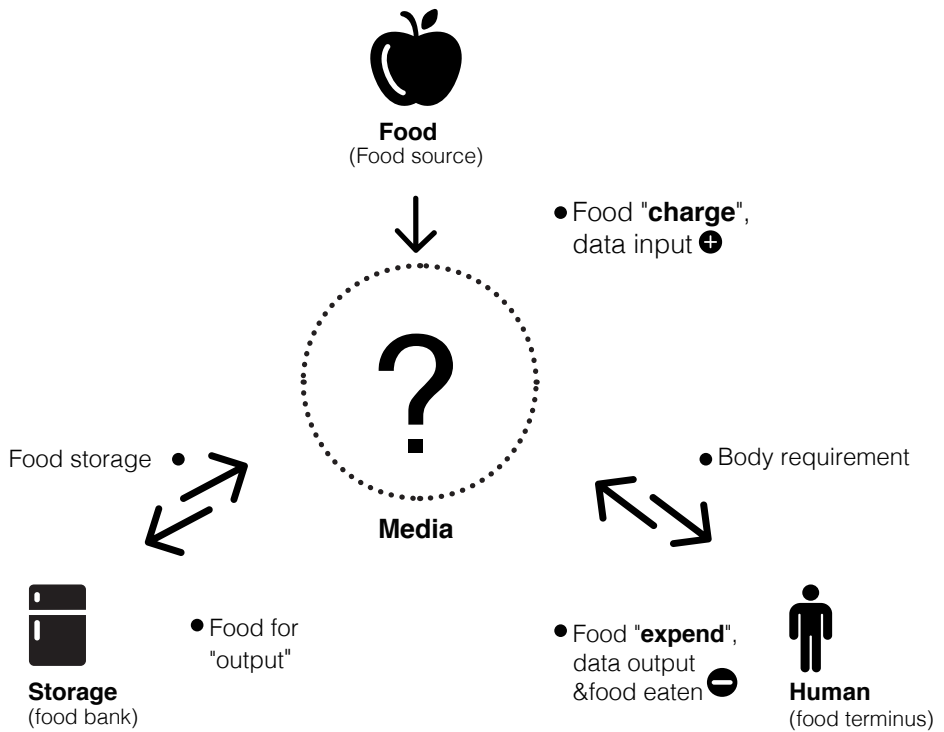 Food
(Food source)
● Food "charge",
data input +
?
Media
Food storage ●
● Body requirement
● Food for
"output"
● Food "expend",
data output
&food eaten −
Storage
(food bank)
Human
(food terminus)